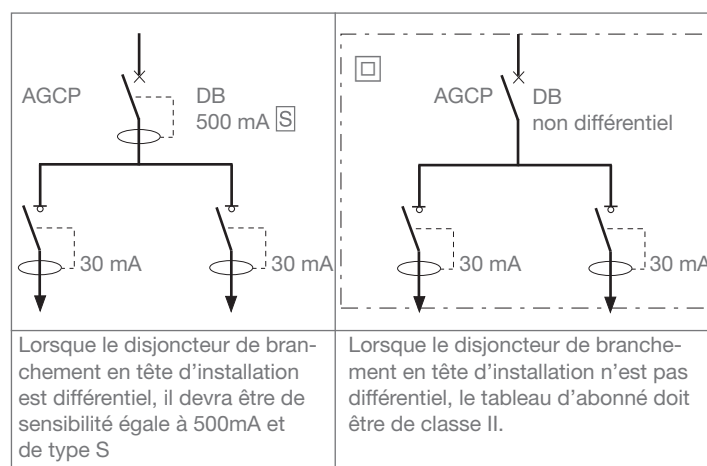 AGCP
DB
500 mA S
30 mA
30 mA
AGCP
DB
non différentiel
30 mA
30 mA
Lorsque le disjoncteur de bran-
chement en tête d'installation
est différentiel, il devra être de
sensibilité égale à 500mA et
de type S
Lorsque le disjoncteur de branche-
ment en tête d'installation n'est pas
différentiel, le tableau d'abonné doit
être de classe II.